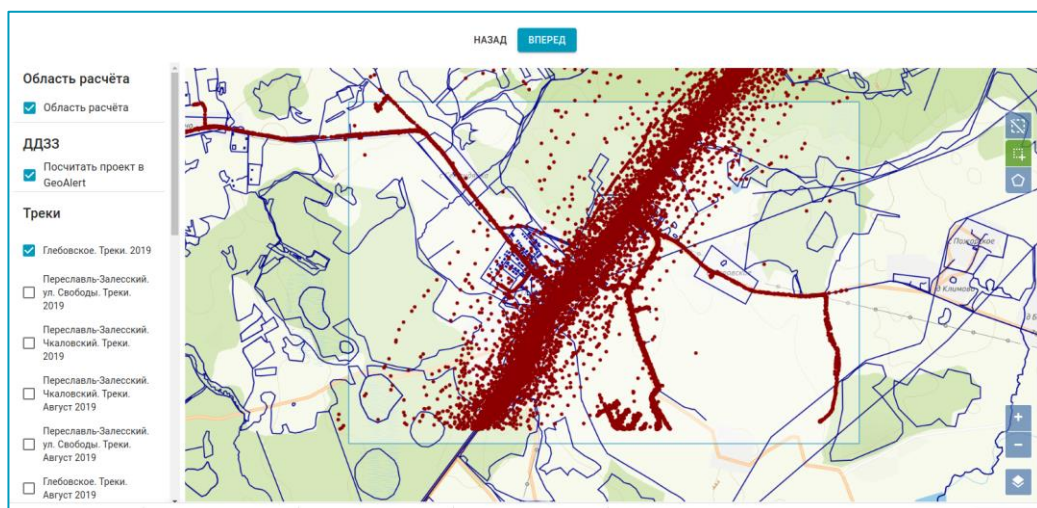 НАЗАД
ВПЕРЕД
Область расчёта
Область расчёта
ДДЗЗ
Посчитать проект в
GeoAlert
Треки
Глебовское. Треки. 2019
Переславль-Залесский.
ул. Свободы. Треки.
2019
Переславль-Залесский.
Чкаловский. Треки.
2019
Переславль-Залесский.
Чкаловский. Треки.
Август 2019
Переславль-Залесский.
ул. Свободы. Треки.
Август 2019
Глебовское. Треки.
Август 2019
с Пожарское
д Климово
+
−